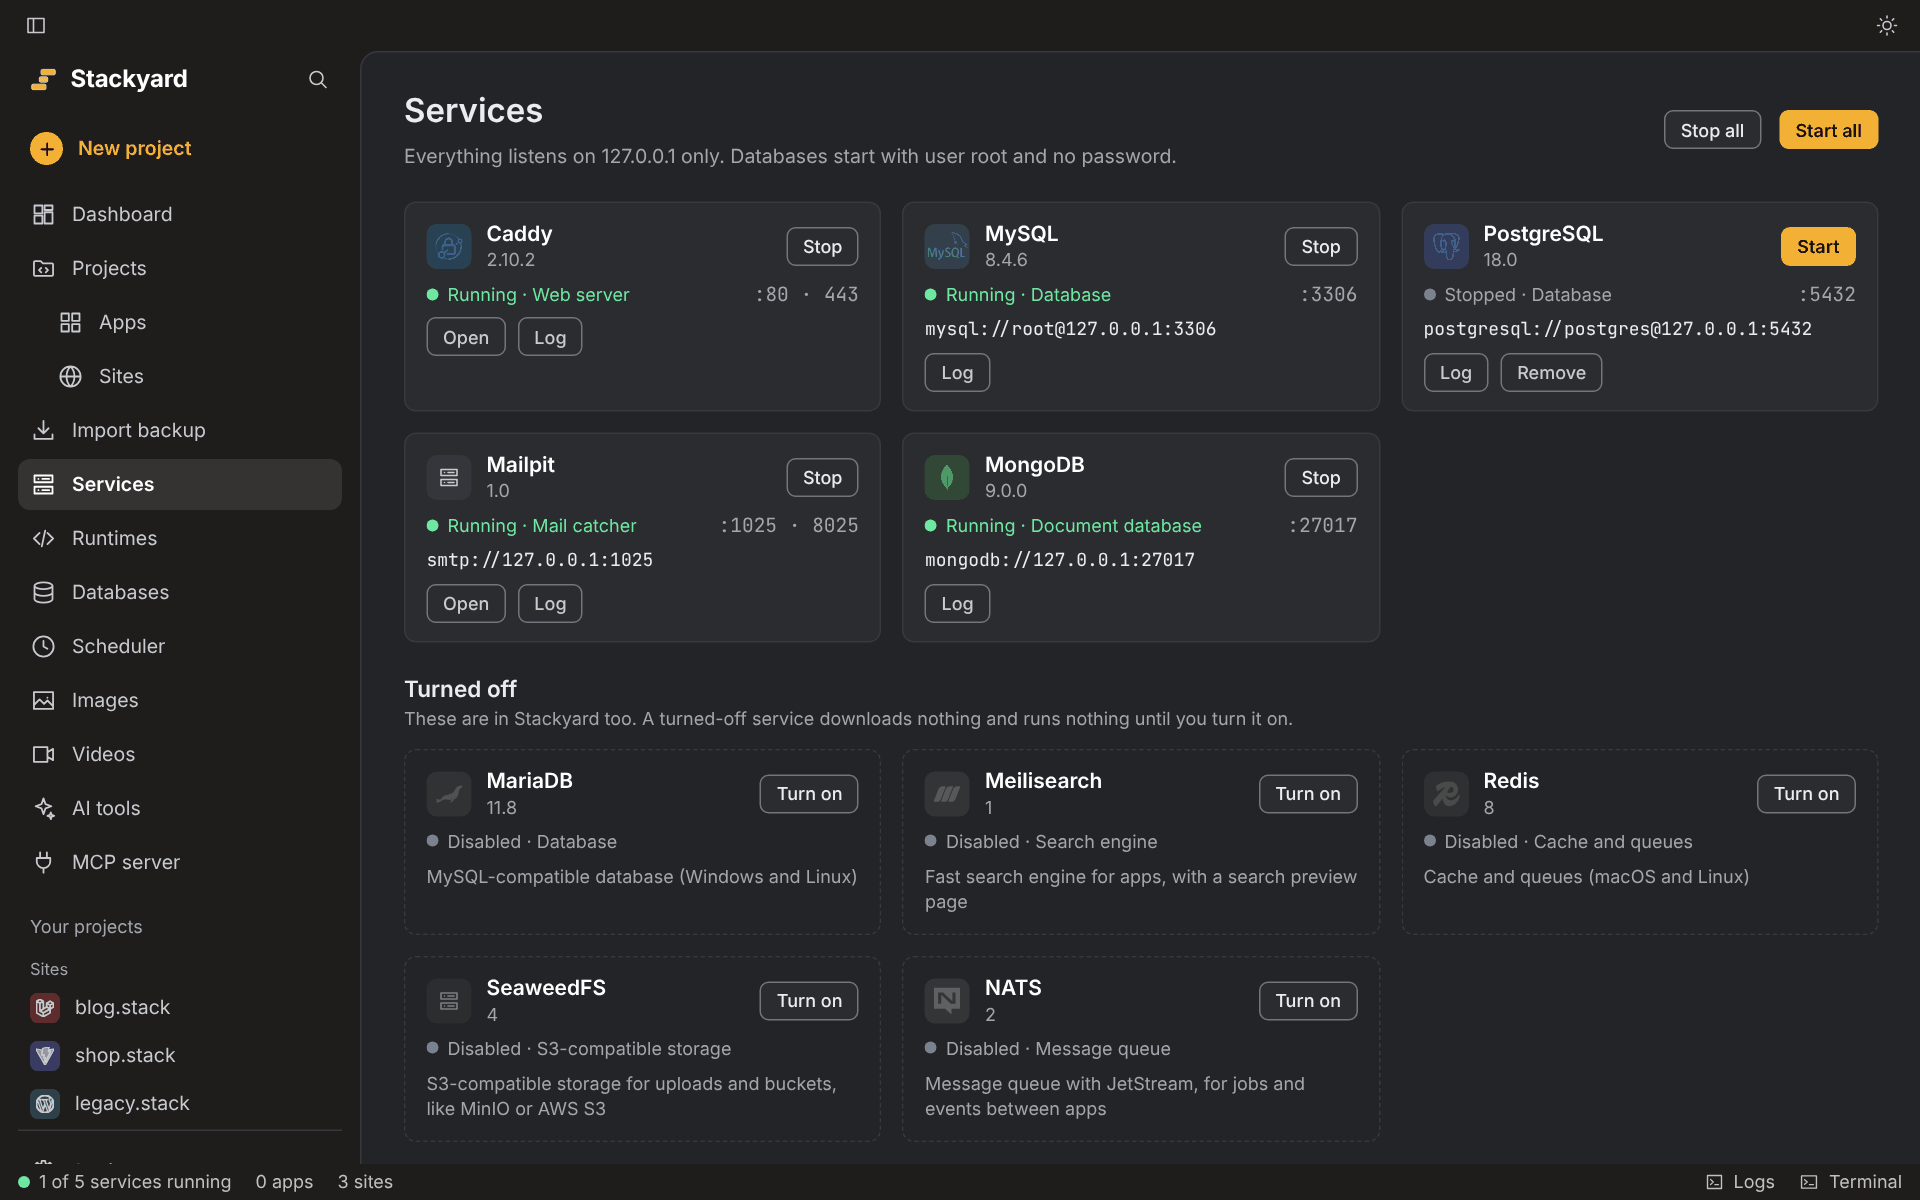 Stackyard
New project
Dashboard
Projects
Apps
Sites
Import backup
Services
Runtimes
Databases
Scheduler
Images
Videos
AI tools
MCP server
Your projects
Sites
blog.stack
shop.stack
legacy.stack
Services
Everything listens on 127.0.0.1 only. Databases start with user root and no password.
Stop all
Start all
Caddy
2.10.2
Stop
Running · Web server
:80 · 443
Open
Log
MySQL
MySQL
8.4.6
Stop
Running · Database
:3306
mysql://root@127.0.0.1:3306
Log
PostgreSQL
18.0
Start
Stopped · Database
:5432
postgresql://postgres@127.0.0.1:5432
Log
Remove
Mailpit
1.0
Stop
Running · Mail catcher
:1025 · 8025
smtp://127.0.0.1:1025
Open
Log
MongoDB
9.0.0
Stop
Running · Document database
:27017
mongodb://127.0.0.1:27017
Log
Turned off
These are in Stackyard too. A turned-off service downloads nothing and runs nothing until you turn it on.
MariaDB
11.8
Turn on
Disabled · Database
MySQL-compatible database (Windows and Linux)
Meilisearch
1
Turn on
Disabled · Search engine
Fast search engine for apps, with a search preview
page
Redis
8
Turn on
Disabled · Cache and queues
Cache and queues (macOS and Linux)
SeaweedFS
4
Turn on
Disabled · S3-compatible storage
S3-compatible storage for uploads and buckets,
like MinIO or AWS S3
NATS
2
Turn on
Disabled · Message queue
Message queue with JetStream, for jobs and
events between apps
1 of 5 services running
0 apps
3 sites
Logs
Terminal